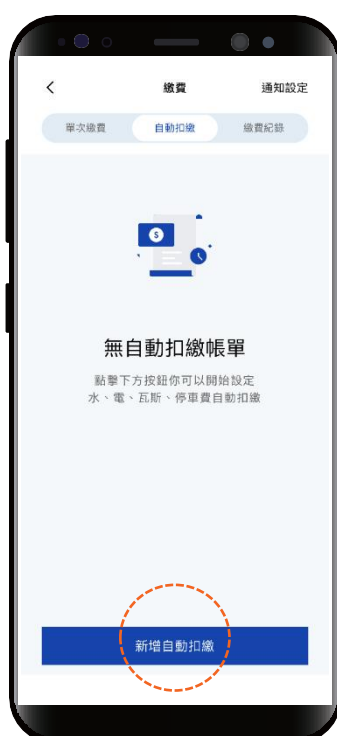 繳費
通知設定
單次繳費
自動扣繳
繳費紀錄
$
無自動扣繳帳單
點擊下方按鈕你可以開始設定
水、電、瓦斯、停車費自動扣繳
新增自動扣繳